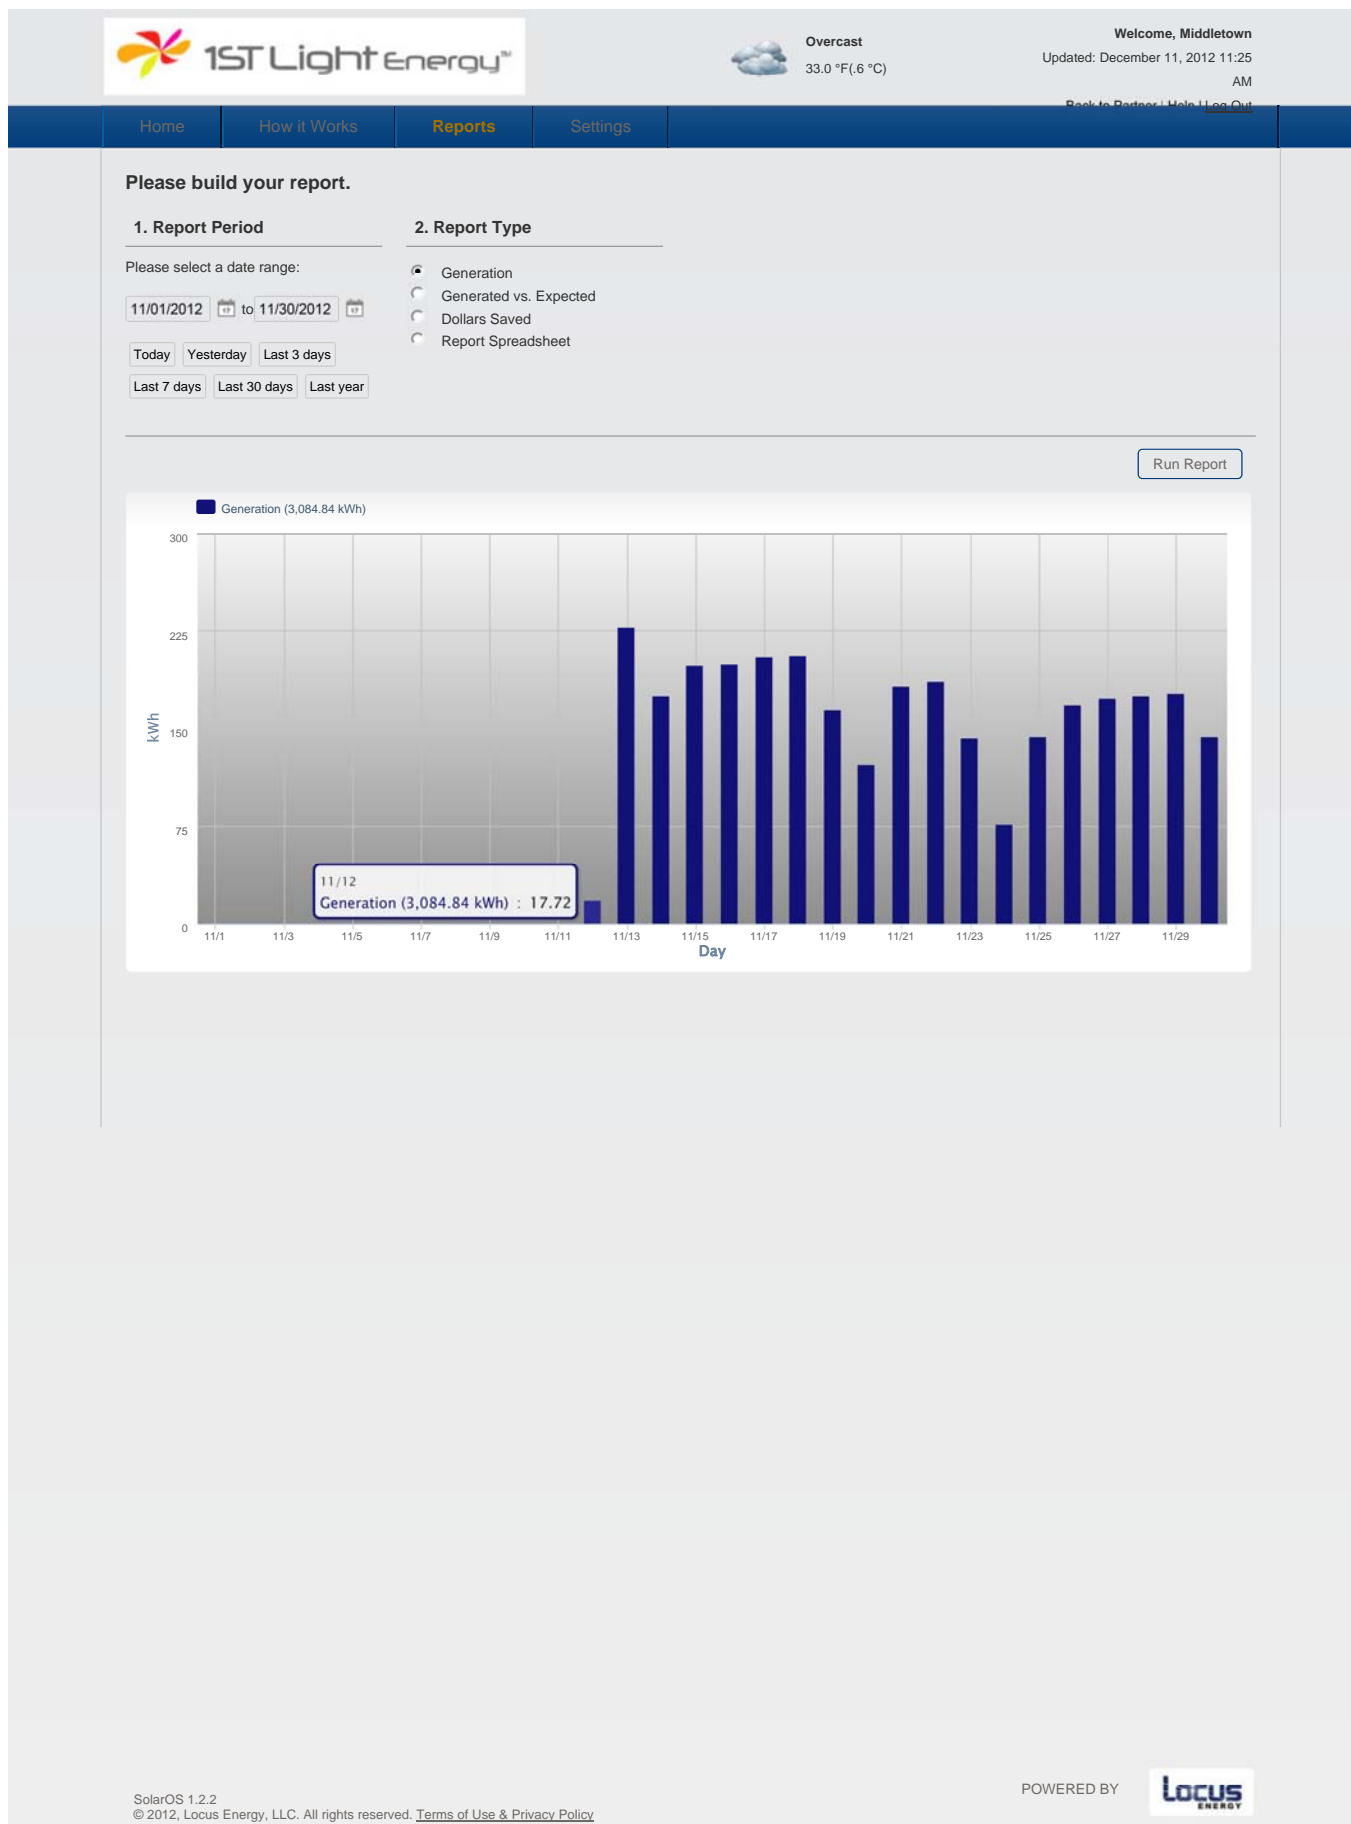 1ST Light Energy™
Overcast
33.0 °F(.6 °C)
Welcome, Middletown
Updated: December 11, 2012 11:25
AM
Back to Partner | Help | Log Out
Home How it Works Reports Settings
Please build your report.
1. Report Period
Please select a date range:
11/01/2012 to 11/30/2012
Today Yesterday Last 3 days
Last 7 days Last 30 days Last year
2. Report Type
Generation
Generated vs. Expected
Dollars Saved
Report Spreadsheet
Run Report
Generation (3,084.84 kWh)
300
225
150
75
0
kWh
11/12
Generation (3,084.84 kWh) : 17.72
11/1 11/3 11/5 11/7 11/9 11/11 11/13 11/15 11/17 11/19 11/21 11/23 11/25 11/27 11/29
Day
SolarOS 1.2.2
© 2012, Locus Energy, LLC. All rights reserved. Terms of Use & Privacy Policy
POWERED BY
Locus
ENERGY